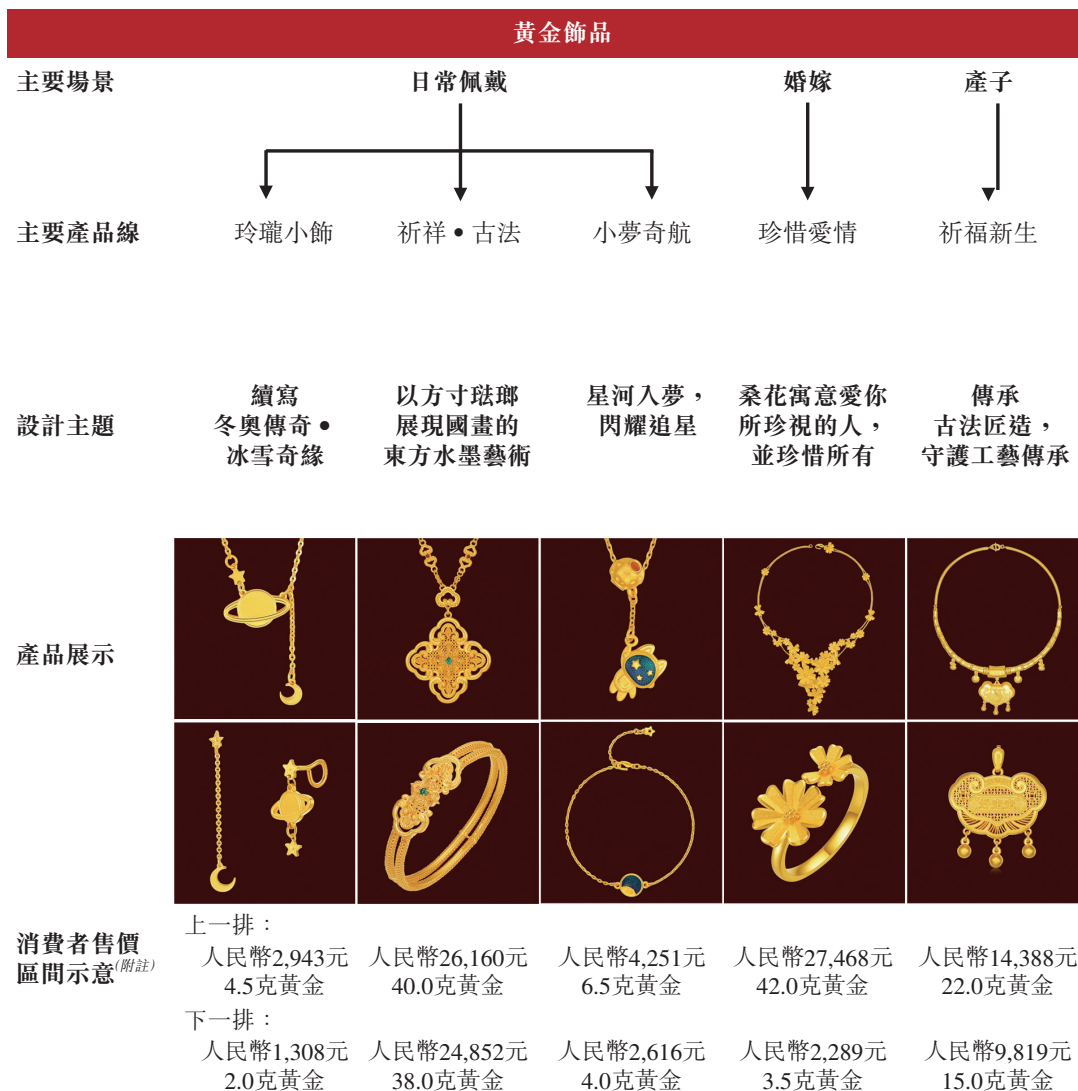 黃金飾品
主要場景 日常佩戴 婚嫁 產子
主要產品線 玲瓏小飾 祈祥•古法 小夢奇航 珍惜愛情 祈福新生
設計主題
續寫
冬奧傳奇•
冰雪奇緣
以方寸琺瑯
展現國畫的
東方水墨藝術
星河入夢，
閃耀追星
桑花寓意愛你
所珍視的人，
並珍惜所有
傳承
古法匠造，
守護工藝傳承
產品展示
消費者售價
區間示意(附註)
上一排：
人民幣2,943元 人民幣26,160元 人民幣4,251元 人民幣27,468元 人民幣14,388元
4.5克黃金 40.0克黃金 6.5克黃金 42.0克黃金 22.0克黃金
下一排：
人民幣1,308元 人民幣24,852元 人民幣2,616元 人民幣2,289元 人民幣9,819元
2.0克黃金 38.0克黃金 4.0克黃金 3.5克黃金 15.0克黃金